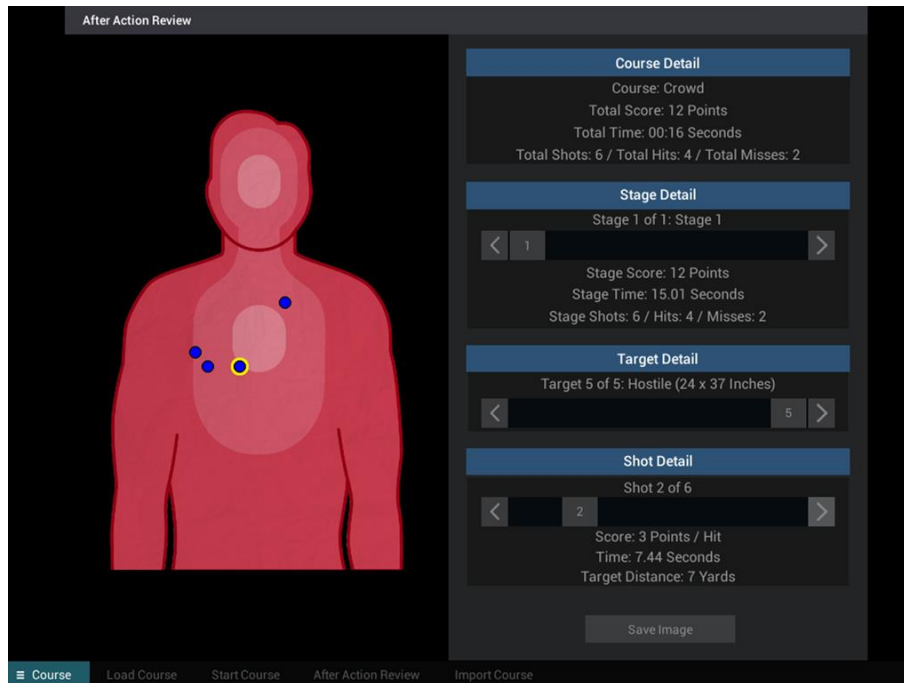 After Action Review
Course Detail
Course: Crowd
Total Score: 12 Points
Total Time: 00:16 Seconds
Total Shots: 6 / Total Hits: 4 / Total Misses: 2
Stage Detail
Stage 1 of 1: Stage 1
1
Stage Score: 12 Points
Stage Time: 15.01 Seconds
Stage Shots: 6 / Hits: 4 / Misses: 2
Target Detail
Target 5 of 5: Hostile (24 x 37 Inches)
5
Shot Detail
Shot 2 of 6
2
Score: 3 Points / Hit
Time: 7.44 Seconds
Target Distance: 7 Yards
Save Image
Course Load Course Start Course After Action Review Import Course